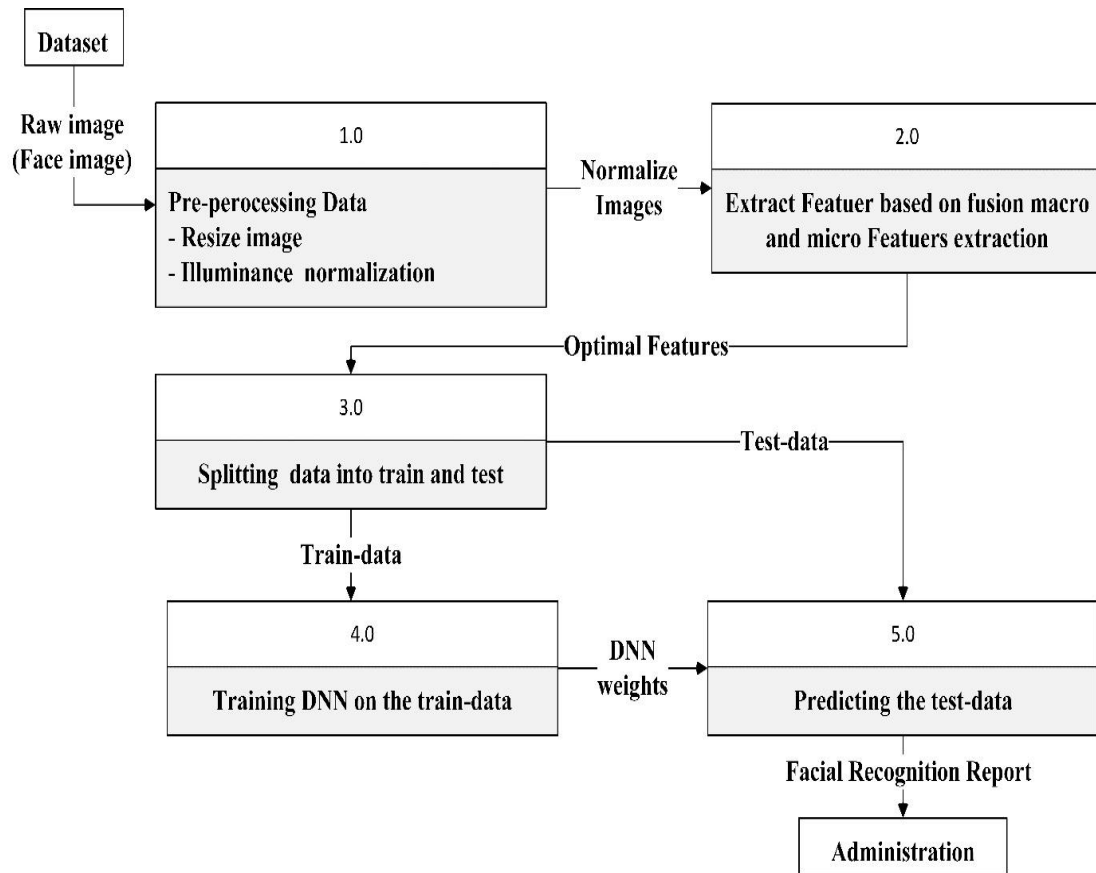 Dataset
Raw image
(Face image)
1.0
Pre-perocessing Data
- Resize image
- Illuminance normalization
Normalize
Images
2.0
Extract Featuer based on fusion macro
and micro Featuers extraction
Optimal Features
3.0
Splitting data into train and test
Test-data
Train-data
4.0
Training DNN on the train-data
DNN
weights
5.0
Predicting the test-data
Facial Recognition Report
Administration